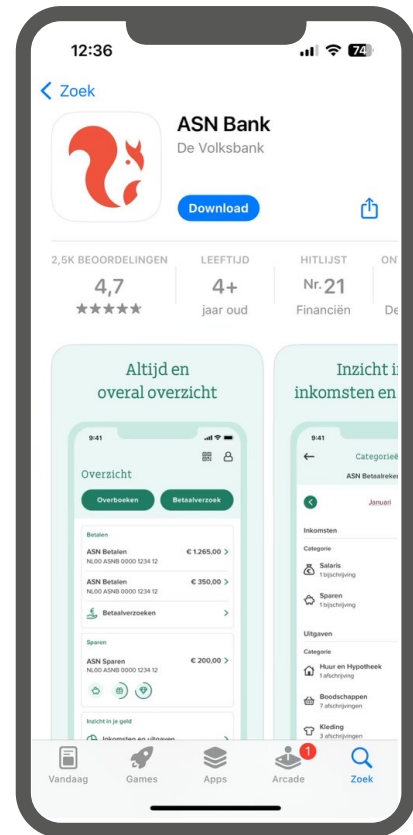 12:36
74
Zoek
ASN Bank
De Volksbank
Download
2,5K BEOORDELINGEN
4,7
LEEFTIJD
4+
jaar oud
HITLIJST
Nr. 21
Financiën
ON
De
Altijd en
overal overzicht
9:41
Overzicht
Overboeken
Betaalverzoek
Betalen
ASN Betalen
€ 1.265,00 >
NL00 ASNB 0000 1234 12
ASN Betalen
€ 350,00 >
NL00 ASNB 0000 1234 12
Betaalverzoeken >
Sparen
ASN Sparen
€ 200,00 >
NL00 ASNB 0000 1234 12
Inzicht in je geld
Inkomsten en uitgaven
Inzicht i
inkomsten en
9:41
Categorieë
ASN Betaalreke
Januari
Inkomsten
Categorie
Salaris
1 bijschrijving
Sparen
1 bijschrijving
Uitgaven
Categorie
Huur en Hypotheek
1 afschrijving
Boodschappen
7 afschrijvingen
Kleding
3 afschrijvingen
Vandaag
Games
Apps
1
Arcade
Zoek